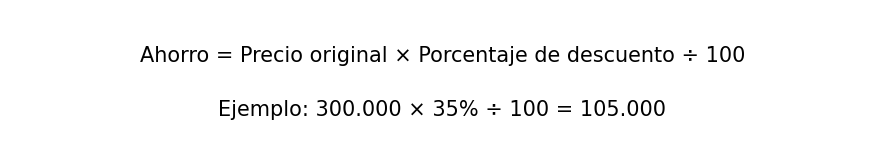 Ahorro = Precio original × Porcentaje de descuento ÷ 100
Ejemplo: 300.000 × 35% ÷ 100 = 105.000